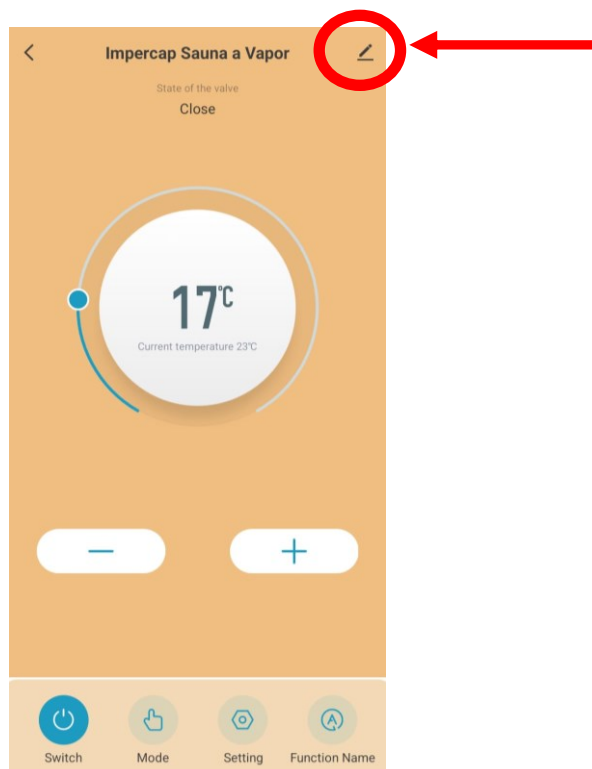 Impercap Sauna a Vapor
State of the valve
Close
17°C
Current temperature 23°C
Switch
Mode
Setting
Function Name